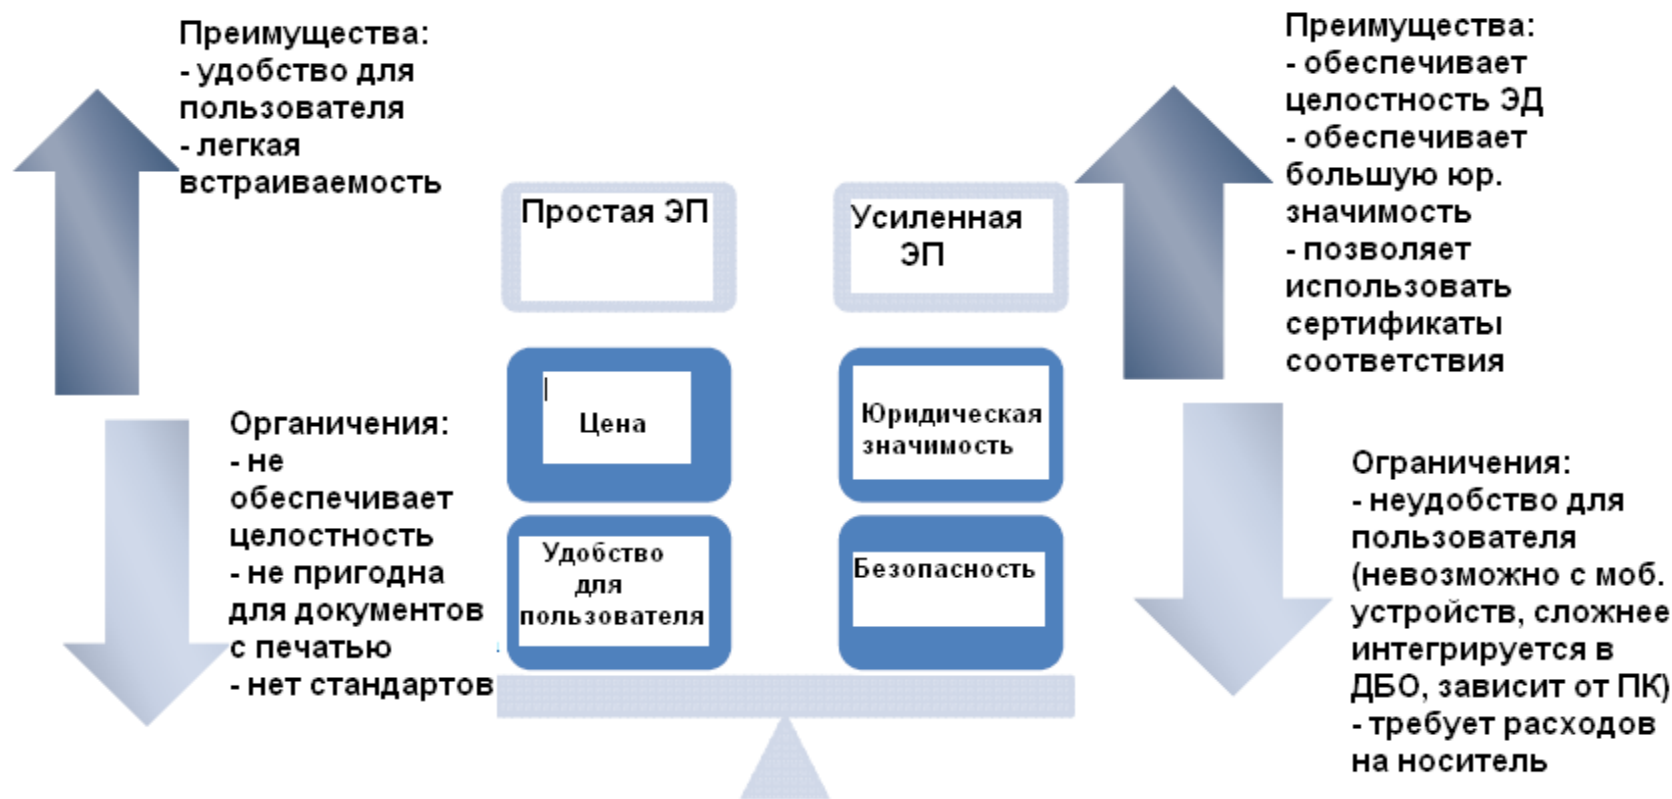 Преимущества:
- удобство для
пользователя
- легкая
встраиваемость
Органичения:
- не
обеспечивает
целостность
- не пригодна
для документов
с печатью
- нет стандартов
Простая ЭП
Цена
Удобство
для
пользователя
Усиленная
ЭП
Юридическая
значимость
Безопасность
Преимущества:
- обеспечивает
целостность ЭД
- обеспечивает
большую юр.
значимость
- позволяет
использовать
сертификаты
соответствия
Ограничения:
- неудобство для
пользователя
(невозможно с моб.
устройств, сложнее
интегрируется в
ДБО, зависит от ПК)
- требует расходов
на носитель